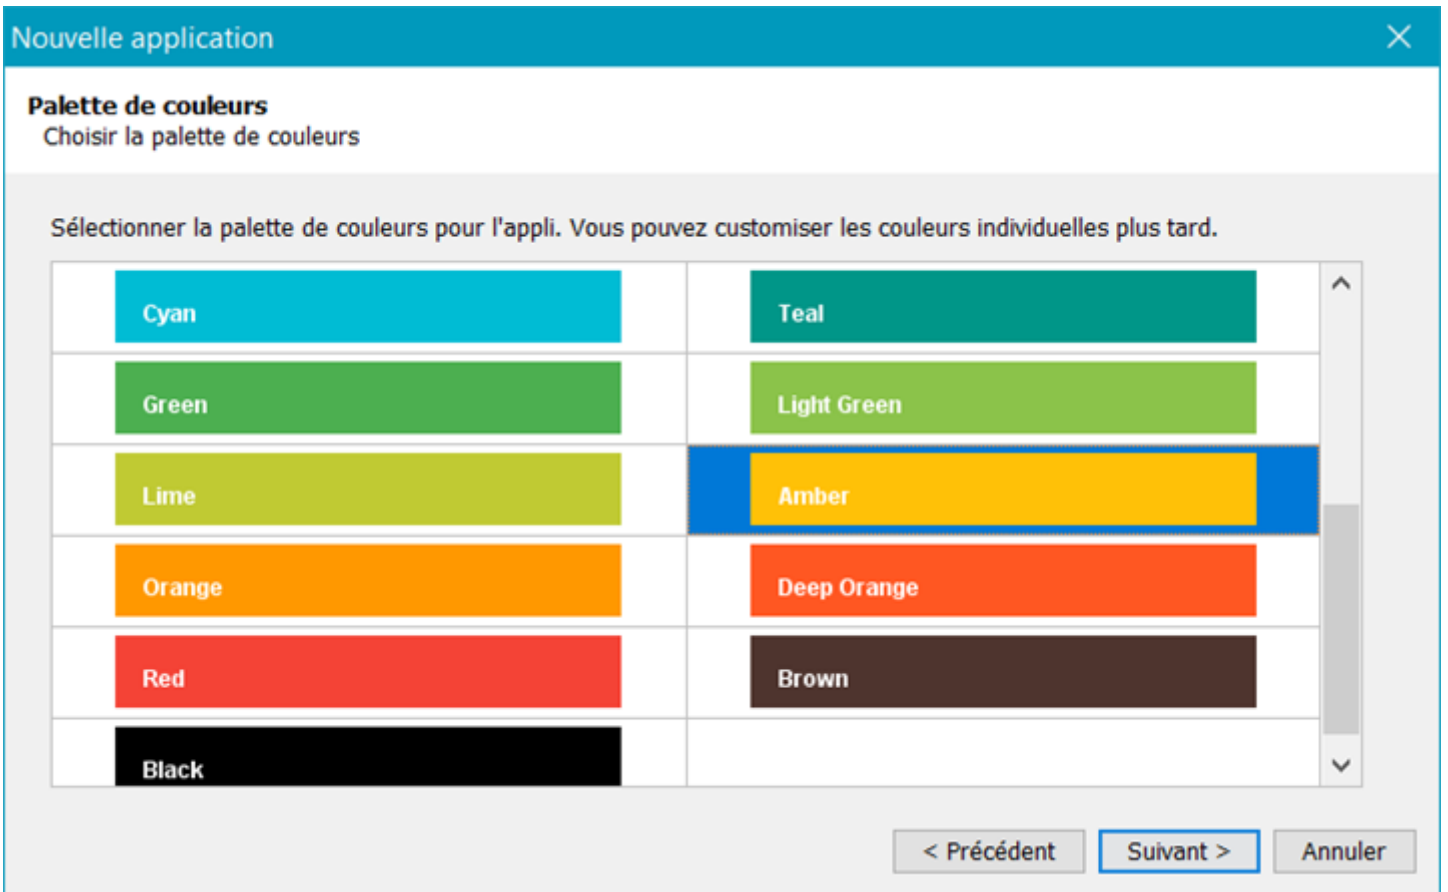 Nouvelle application
Palette de couleurs
Choisir la palette de couleurs
Sélectionner la palette de couleurs pour l'appli. Vous pouvez customiser les couleurs individuelles plus tard.
Cyan
Teal
Green
Light Green
Lime
Amber
Orange
Deep Orange
Red
Brown
Black
< Précédent
Suivant >
Annuler